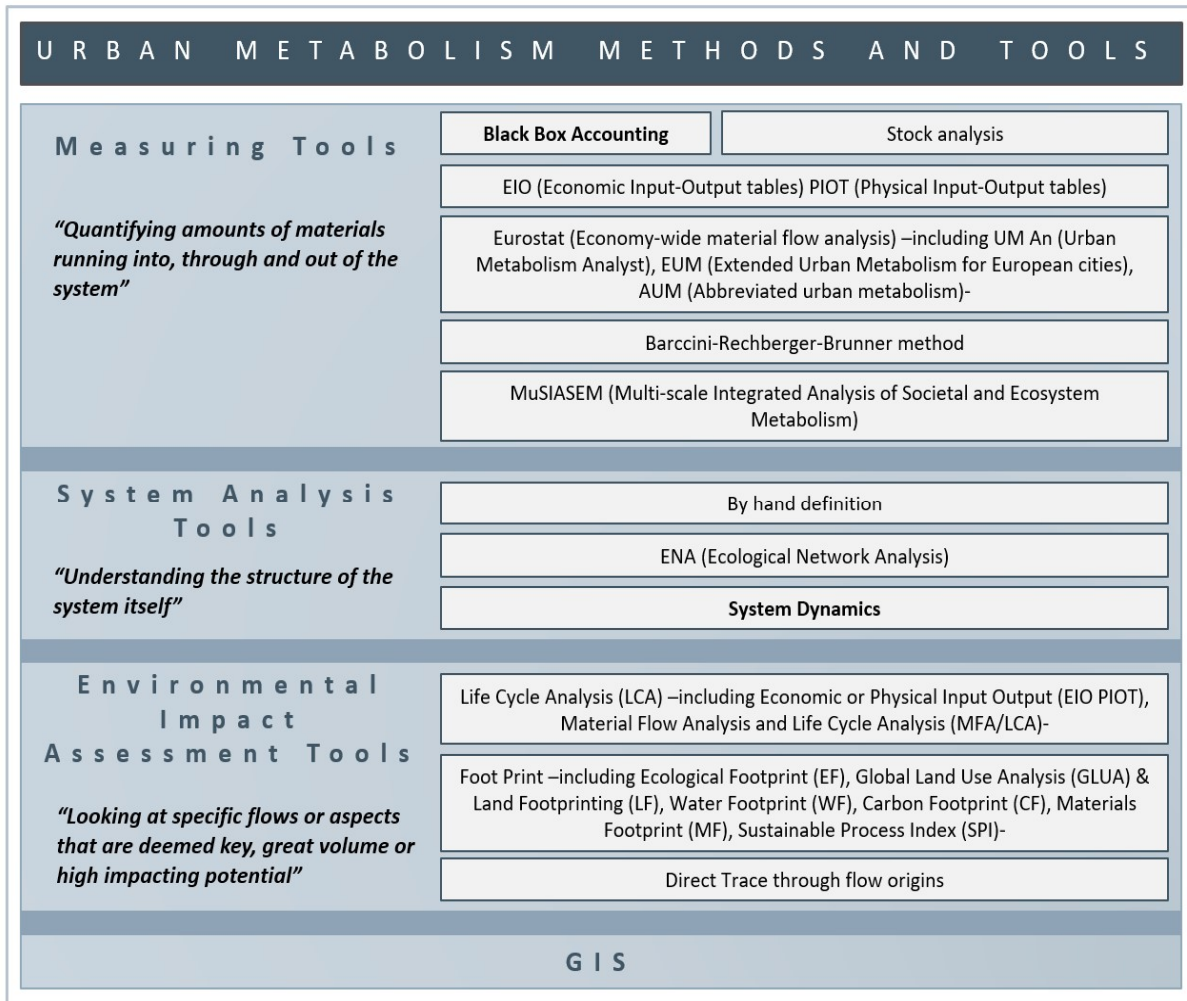 URBAN METABOLISM METHODS AND TOOLS
Measuring Tools
“Quantifying amounts of materials
running into, through and out of the
system”
Black Box Accounting
Stock analysis
EIO (Economic Input-Output tables) PIOT (Physical Input-Output tables)
Eurostat (Economy-wide material flow analysis) –including UM An (Urban
Metabolism Analyst), EUM (Extended Urban Metabolism for European cities),
AUM (Abbreviated urban metabolism)-
Barccini-Rechberger-Brunner method
MuSIASEM (Multi-scale Integrated Analysis of Societal and Ecosystem
Metabolism)
System Analysis
Tools
“Understanding the structure of the
system itself”
By hand definition
ENA (Ecological Network Analysis)
System Dynamics
Environmental
Impact
Assessment Tools
“Looking at specific flows or aspects
that are deemed key, great volume or
high impacting potential”
Life Cycle Analysis (LCA) –including Economic or Physical Input Output (EIO PIOT),
Material Flow Analysis and Life Cycle Analysis (MFA/LCA)-
Foot Print –including Ecological Footprint (EF), Global Land Use Analysis (GLUA) &
Land Footprinting (LF), Water Footprint (WF), Carbon Footprint (CF), Materials
Footprint (MF), Sustainable Process Index (SPI)-
Direct Trace through flow origins
GIS